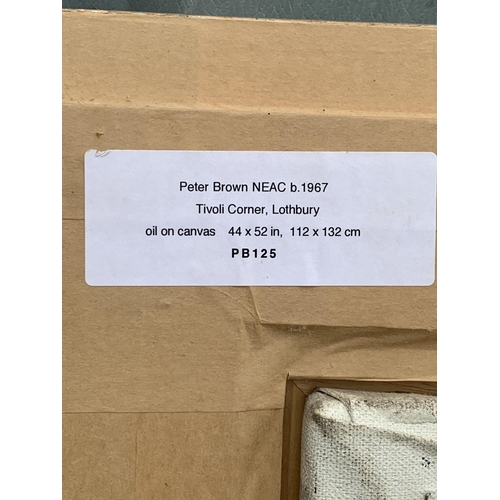 Peter Brown NEAC b.1967
Tivoli Corner, Lothbury
oil on canvas 44 x 52 in, 112 x 132 cm
PB125